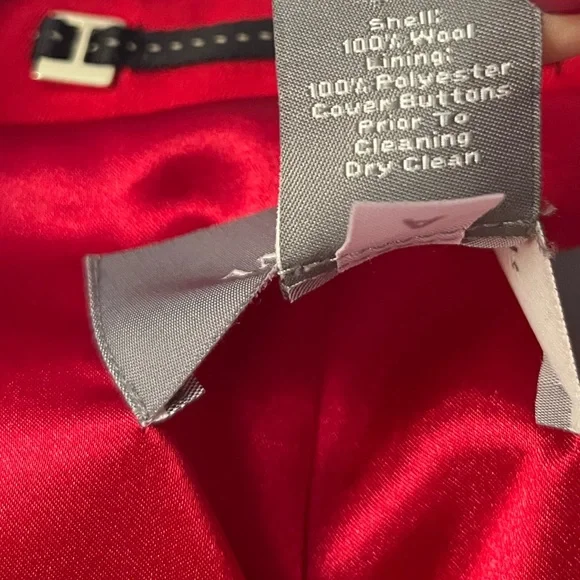 Shell:
100% Wool
Lining:
100% Polyester
Cover Buttons
Prior To
Cleaning
Dry Clean
A